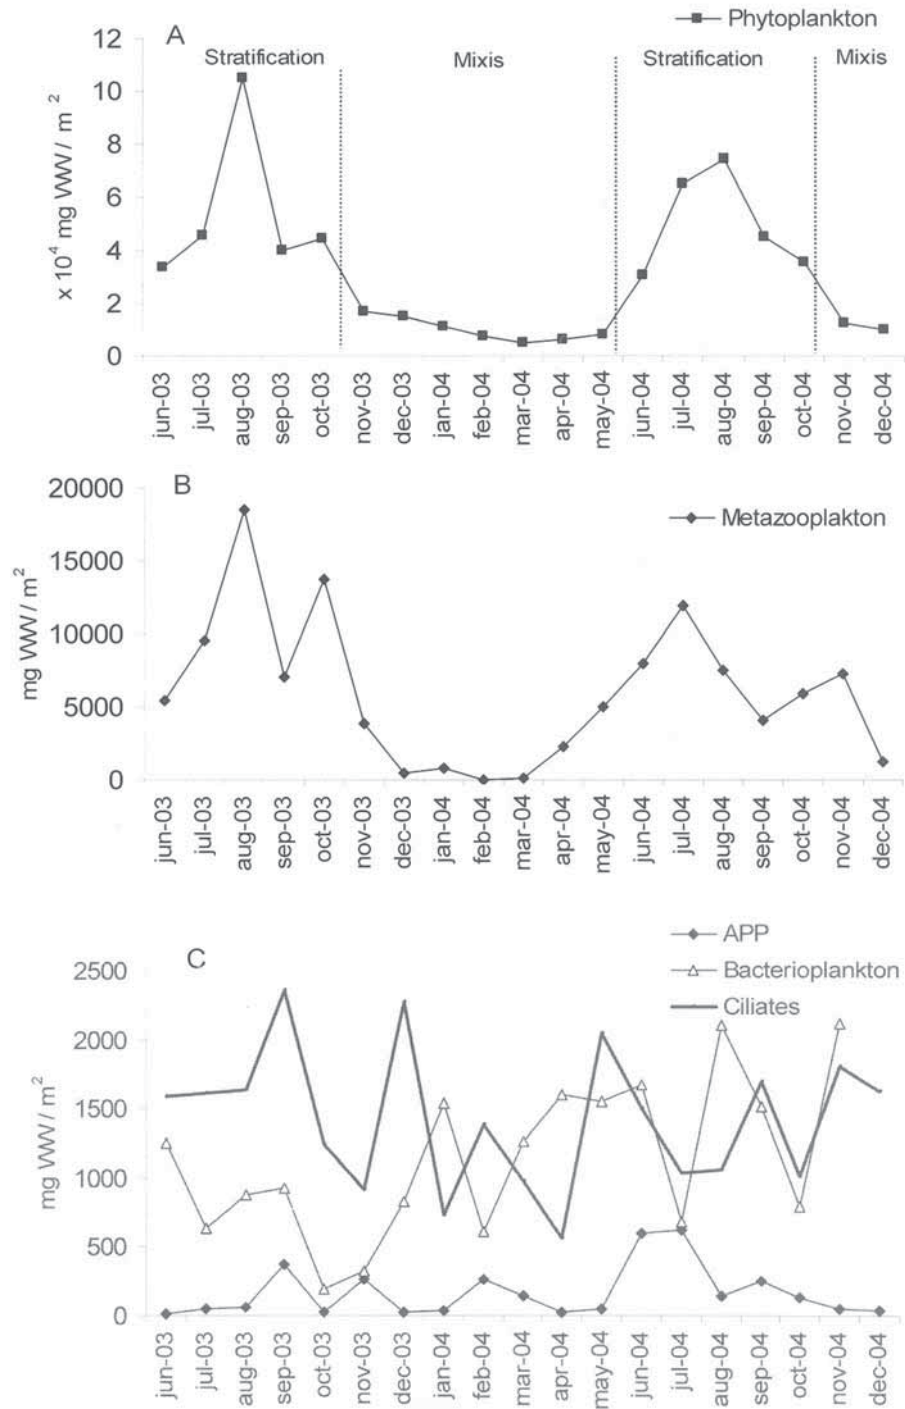 Phytoplankton
A
Stratification
Mixis
Stratification
Mixis
x 10⁴ mg WW / m²
12
10
8
6
4
2
0
jun-03
jul-03
aug-03
sep-03
oct-03
nov-03
dec-03
jan-04
feb-04
mar-04
apr-04
may-04
jun-04
jul-04
aug-04
sep-04
oct-04
nov-04
dec-04
B
Metazooplakton
mg WW / m²
20000
15000
10000
5000
0
jun-03
jul-03
aug-03
sep-03
oct-03
nov-03
dec-03
jan-04
feb-04
mar-04
apr-04
may-04
jun-04
jul-04
aug-04
sep-04
oct-04
nov-04
dec-04
C
APP
Bacterioplankton
Ciliates
mg WW / m²
2500
2000
1500
1000
500
0
jun-03
jul-03
aug-03
sep-03
oct-03
nov-03
dec-03
jan-04
feb-04
mar-04
apr-04
may-04
jun-04
jul-04
aug-04
sep-04
oct-04
nov-04
dec-04